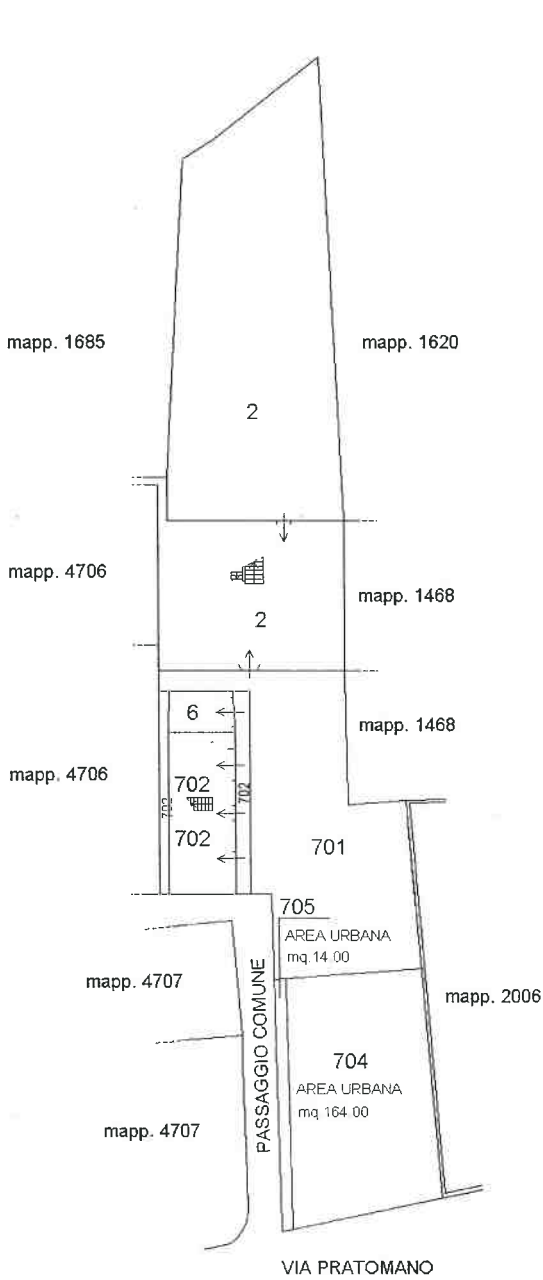 mapp. 1685
mapp. 1620
2
mapp. 4706
mapp. 1468
2
mapp. 1468
6
mapp. 4706
702
702
702
702
701
705
AREA URBANA
mq.14.00
mapp. 4707
mapp. 2006
PASSAGGIO COMUNE
704
AREA URBANA
mq.164.00
mapp. 4707
VIA PRATOMANO